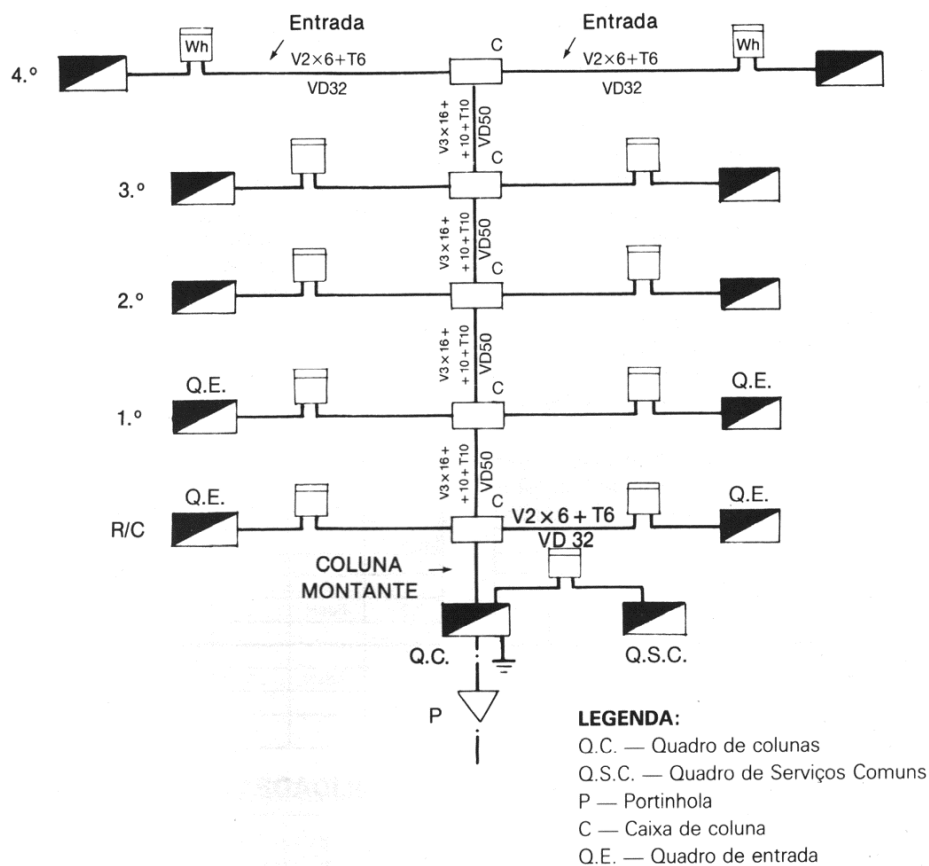 Entrada
Entrada
C
Wh
Wh
4.º
V2×6+T6
V2×6+T6
VD32
VD32
V3×16+
+10+T10
VD50
C
3.º
V3×16+
+10+T10
VD50
C
2.º
V3×16+
+10+T10
VD50
C
Q.E.
Q.E.
1.º
V3×16+
+10+T10
VD50
C
Q.E.
Q.E.
R/C
V2×6+T6
VD 32
COLUNA
MONTANTE
Q.C.
Q.S.C.
P
LEGENDA:
Q.C. — Quadro de colunas
Q.S.C. — Quadro de Serviços Comuns
P — Portinhola
C — Caixa de coluna
Q.E. — Quadro de entrada